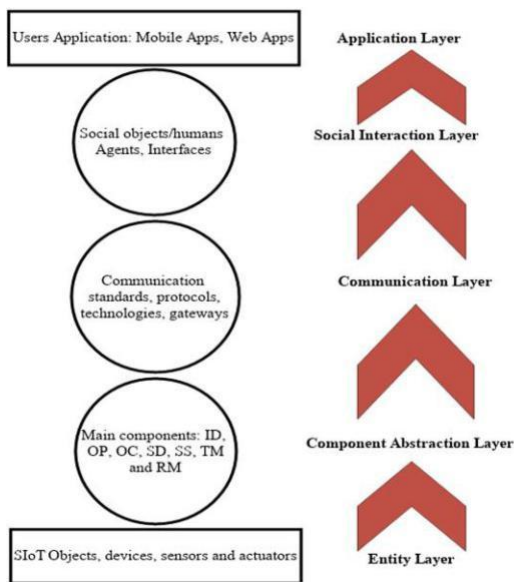 Users Application: Mobile Apps, Web Apps
Application Layer
Social objects/humans
Agents, Interfaces
Social Interaction Layer
Communication
standards, protocols,
technologies, gateways
Communication Layer
Main components: ID,
OP, OC, SD, SS, TM
and RM
Component Abstraction Layer
SIoT Objects, devices, sensors and actuators
Entity Layer